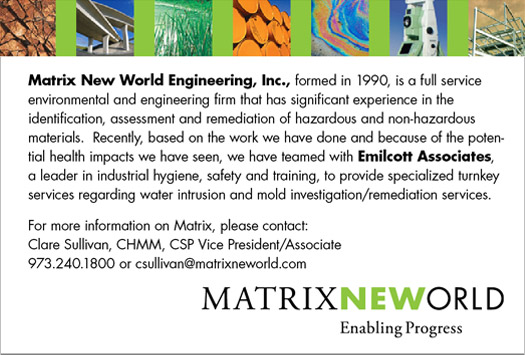 Matrix New World Engineering, Inc., formed in 1990, is a full service
environmental and engineering firm that has significant experience in the
identification, assessment and remediation of hazardous and non-hazardous
materials.  Recently, based on the work we have done and because of the poten-
tial health impacts we have seen, we have teamed with Emilcott Associates,
a leader in industrial hygiene, safety and training, to provide specialized turnkey
services regarding water intrusion and mold investigation/remediation services.
For more information on Matrix, please contact:
Clare Sullivan, CHMM, CSP Vice President/Associate
973.240.1800 or csullivan@matrixneworld.com
MATRIXNEWORLD
Enabling Progress